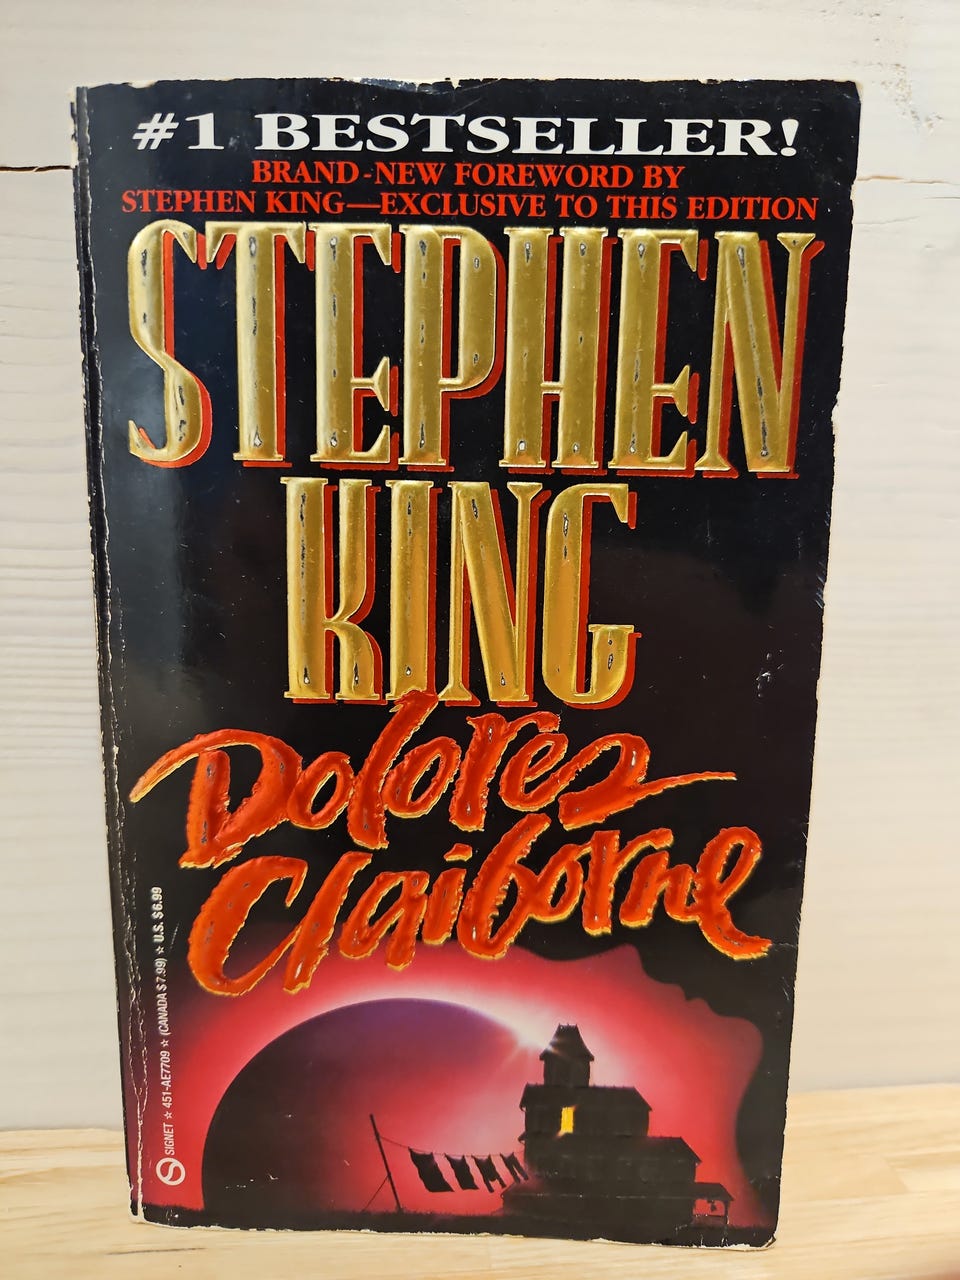 #1 BESTSELLER!
BRAND-NEW FOREWORD BY
STEPHEN KING—EXCLUSIVE TO THIS EDITION
STEPHEN
KING
Dolores
Claiborne
S SIGNET ☆ 451-AE7709 ☆ (CANADA $7.99) ☆ U.S. $6.99